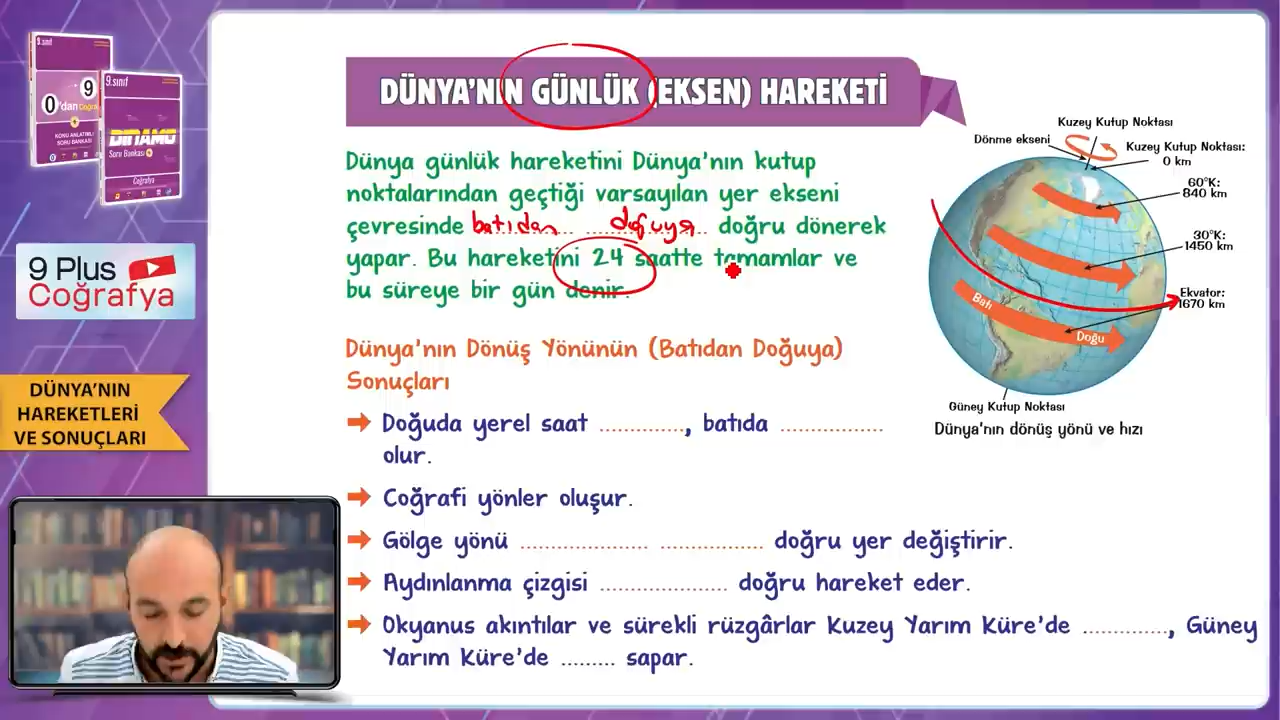 9.sınıf
0'dan Coğrafya
9
KONU ANLATIMLI
SORU BANKASI
9.sınıf
DİNAMO
Soru Bankası
Coğrafya
9 Plus
Coğrafya
DÜNYA'NIN
HAREKETLERİ
VE SONUÇLARI
DÜNYA'NIN GÜNLÜK (EKSEN) HAREKETİ
Dünya günlük hareketini Dünya'nın kutup
noktalarından geçtiği varsayılan yer ekseni
çevresinde batıdan doğuya doğru dönerek
yapar. Bu hareketini 24 saatte tamamlar ve
bu süreye bir gün denir.
Dünya'nın Dönüş Yönünün (Batıdan Doğuya)
Sonuçları
Doğuda yerel saat ............., batıda ................
olur.
Coğrafi yönler oluşur.
Gölge yönü .................... ................ doğru yer değiştirir.
Aydınlanma çizgisi .................... doğru hareket eder.
Okyanus akıntılar ve sürekli rüzgârlar Kuzey Yarım Küre'de ............., Güney
Yarım Küre'de ......... sapar.
Kuzey Kutup Noktası
Dönme ekseni
Kuzey Kutup Noktası:
0 km
60°K:
840 km
30°K:
1450 km
Ekvator:
1670 km
Batı
Doğu
Güney Kutup Noktası
Dünya'nın dönüş yönü ve hızı